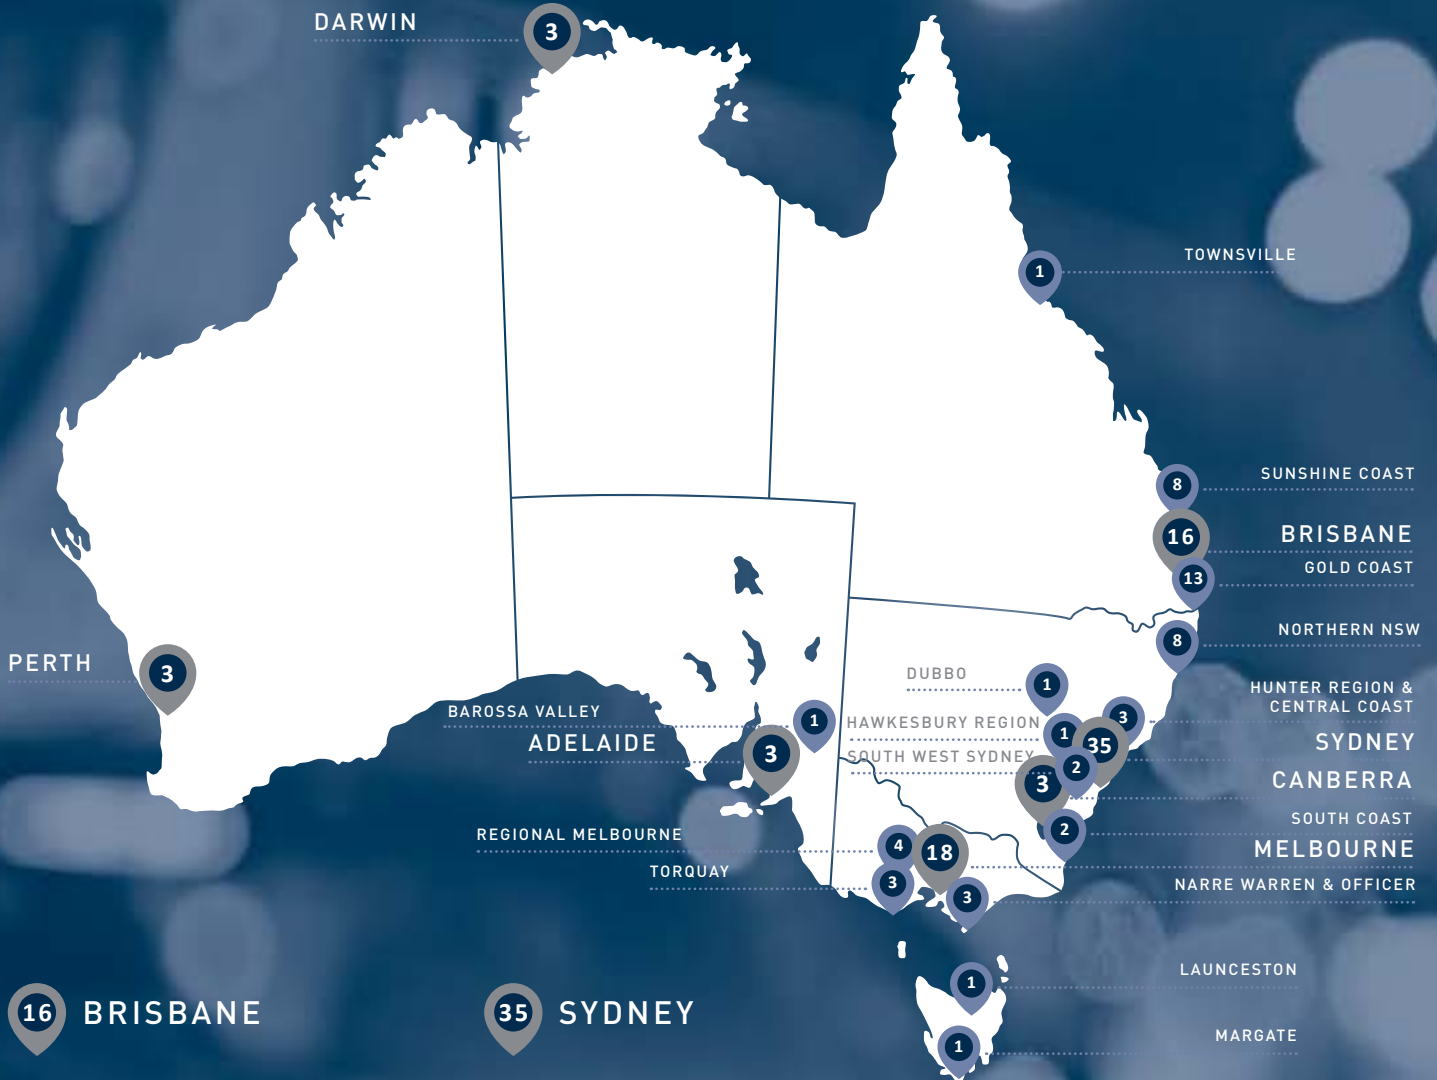 DARWIN
3
TOWNSVILLE
1
SUNSHINE COAST
8
BRISBANE
16
GOLD COAST
13
NORTHERN NSW
8
PERTH
3
DUBBO
1
HUNTER REGION &
CENTRAL COAST
3
BAROSSA VALLEY
1
HAWKESBURY REGION
1
SYDNEY
35
ADELAIDE
3
SOUTH WEST SYDNEY
2
CANBERRA
3
SOUTH COAST
2
REGIONAL MELBOURNE
4
MELBOURNE
18
TORQUAY
3
NARRE WARREN & OFFICER
3
LAUNCESTON
1
MARGATE
1
16 BRISBANE
35 SYDNEY